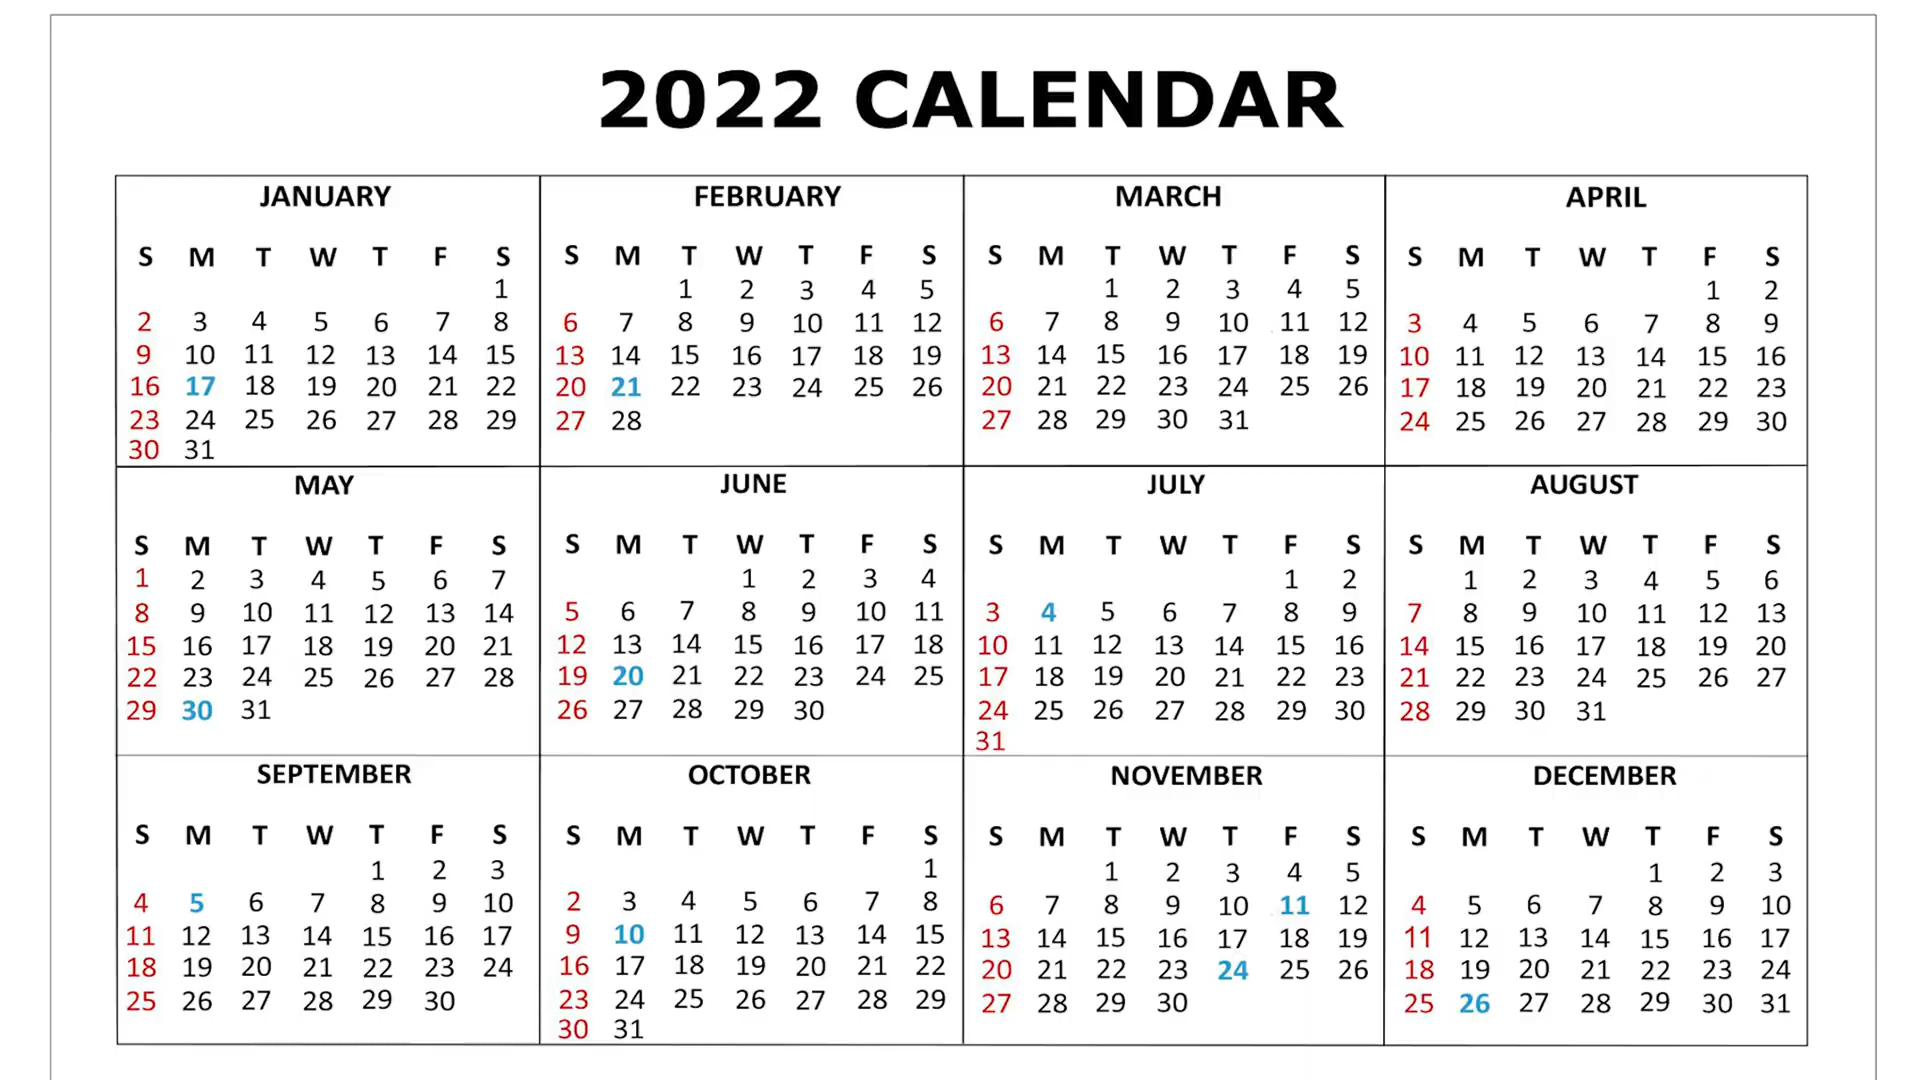 2022 CALENDAR
JANUARY
S M T W T F S
1
2 3 4 5 6 7 8
9 10 11 12 13 14 15
16 17 18 19 20 21 22
23 24 25 26 27 28 29
30 31
FEBRUARY
S M T W T F S
1 2 3 4 5
6 7 8 9 10 11 12
13 14 15 16 17 18 19
20 21 22 23 24 25 26
27 28
MARCH
S M T W T F S
1 2 3 4 5
6 7 8 9 10 11 12
13 14 15 16 17 18 19
20 21 22 23 24 25 26
27 28 29 30 31
APRIL
S M T W T F S
1 2
3 4 5 6 7 8 9
10 11 12 13 14 15 16
17 18 19 20 21 22 23
24 25 26 27 28 29 30
MAY
S M T W T F S
1 2 3 4 5 6 7
8 9 10 11 12 13 14
15 16 17 18 19 20 21
22 23 24 25 26 27 28
29 30 31
JUNE
S M T W T F S
1 2 3 4
5 6 7 8 9 10 11
12 13 14 15 16 17 18
19 20 21 22 23 24 25
26 27 28 29 30
JULY
S M T W T F S
1 2
3 4 5 6 7 8 9
10 11 12 13 14 15 16
17 18 19 20 21 22 23
24 25 26 27 28 29 30
31
AUGUST
S M T W T F S
1 2 3 4 5 6
7 8 9 10 11 12 13
14 15 16 17 18 19 20
21 22 23 24 25 26 27
28 29 30 31
SEPTEMBER
S M T W T F S
1 2 3
4 5 6 7 8 9 10
11 12 13 14 15 16 17
18 19 20 21 22 23 24
25 26 27 28 29 30
OCTOBER
S M T W T F S
1
2 3 4 5 6 7 8
9 10 11 12 13 14 15
16 17 18 19 20 21 22
23 24 25 26 27 28 29
30 31
NOVEMBER
S M T W T F S
1 2 3 4 5
6 7 8 9 10 11 12
13 14 15 16 17 18 19
20 21 22 23 24 25 26
27 28 29 30
DECEMBER
S M T W T F S
1 2 3
4 5 6 7 8 9 10
11 12 13 14 15 16 17
18 19 20 21 22 23 24
25 26 27 28 29 30 31